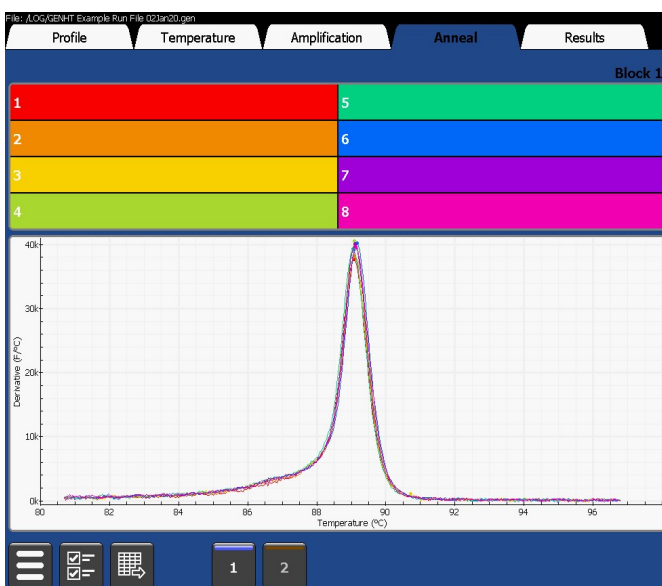 File: /LOG/GENHT Example Run File 02Jan20.gen
Profile Temperature Amplification Anneal Results
Block 1
1 5
2 6
3 7
4 8
40k
30k
20k
10k
0k
Derivative (F/ºC)
80 82 84 86 88 90 92 94 96
Temperature (ºC)
1 2